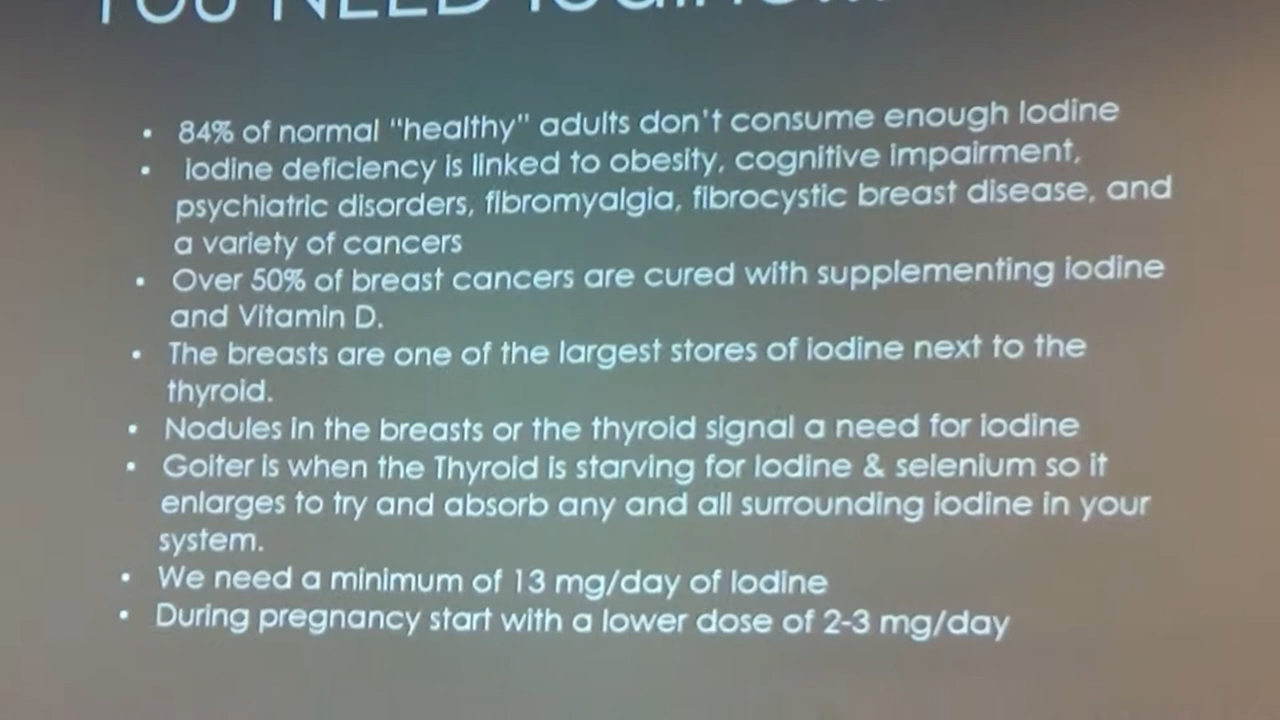 YOU NEED Iodine...
• 84% of normal "healthy" adults don't consume enough Iodine
• Iodine deficiency is linked to obesity, cognitive impairment,
psychiatric disorders, fibromyalgia, fibrocystic breast disease, and
a variety of cancers
• Over 50% of breast cancers are cured with supplementing iodine
and Vitamin D.
• The breasts are one of the largest stores of iodine next to the
thyroid.
• Nodules in the breasts or the thyroid signal a need for Iodine
• Goiter is when the Thyroid is starving for Iodine & selenium so it
enlarges to try and absorb any and all surrounding iodine in your
system.
• We need a minimum of 13 mg/day of Iodine
• During pregnancy start with a lower dose of 2-3 mg/day